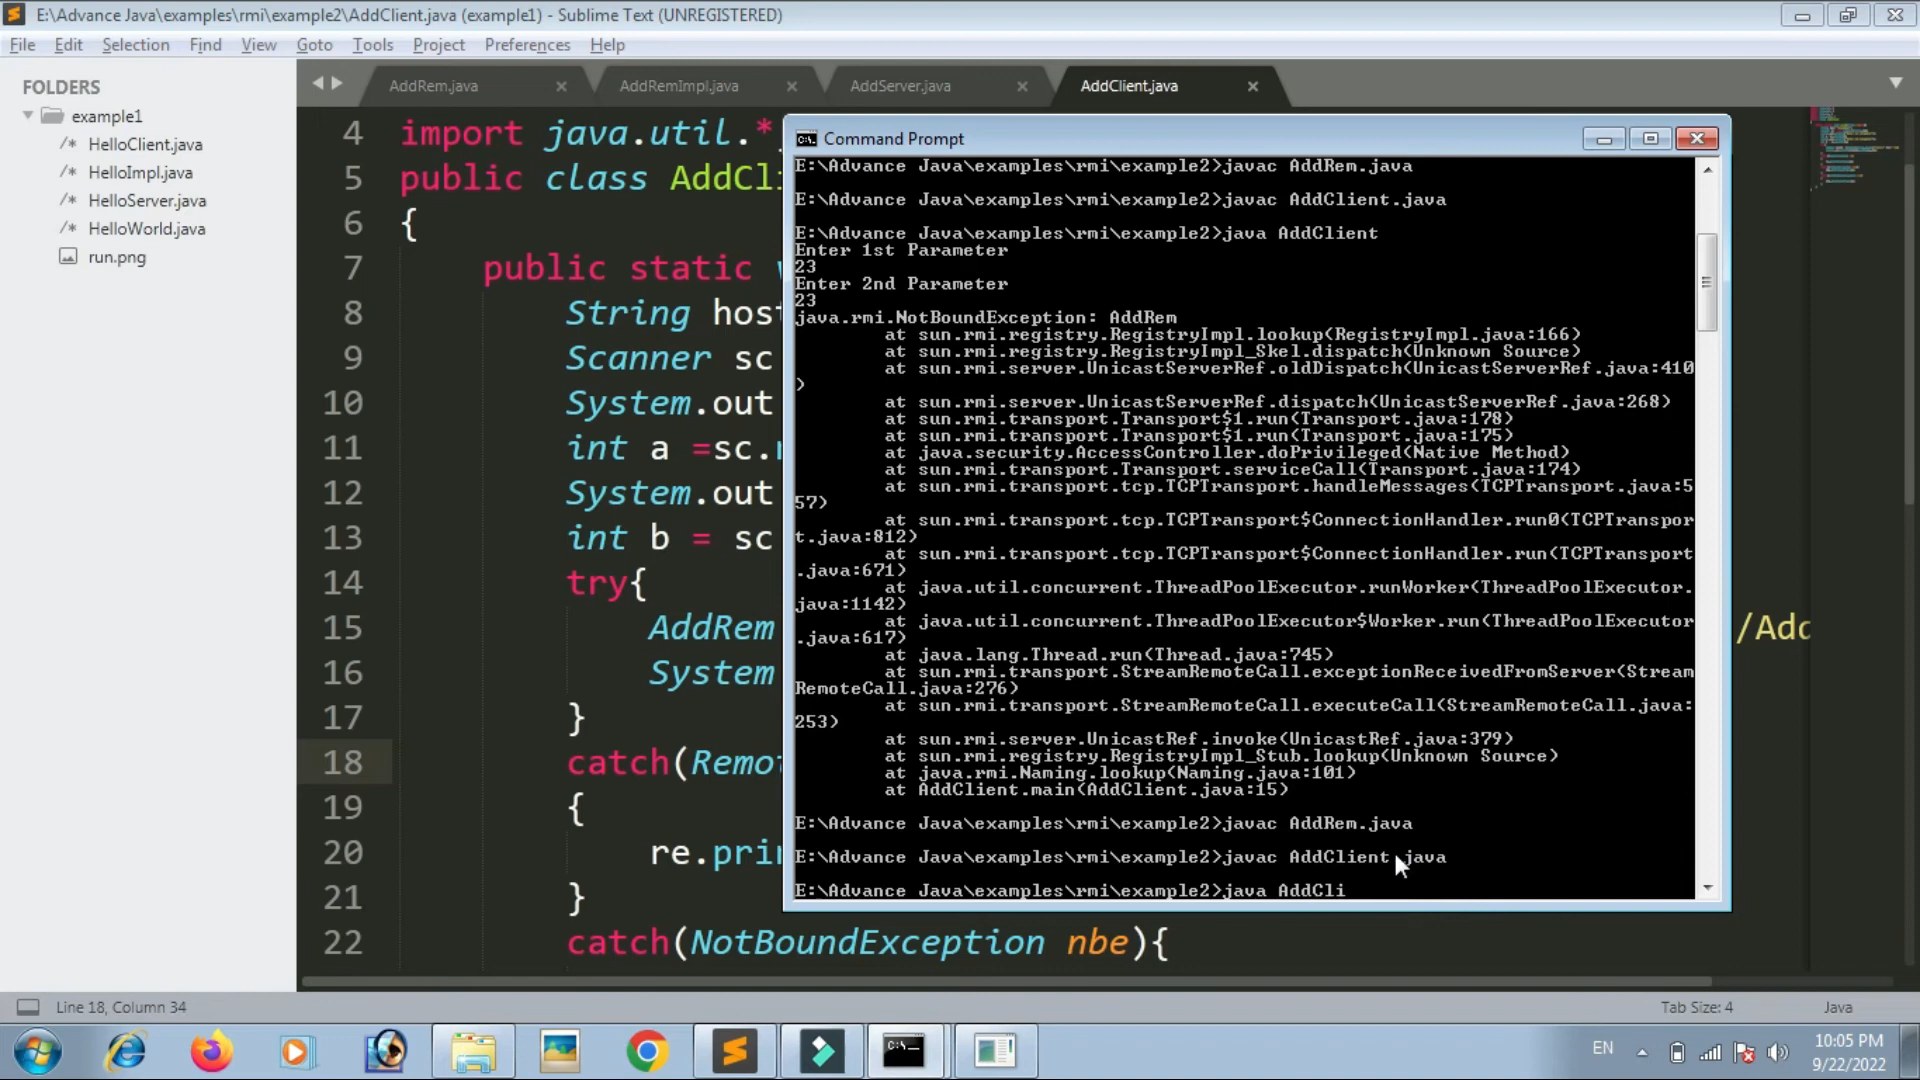 E:\Advance Java\examples\rmi\example2\AddClient.java (example1) - Sublime Text (UNREGISTERED)
File Edit Selection Find View Goto Tools Project Preferences Help
FOLDERS
example1
/* HelloClient.java
/* HelloImpl.java
/* HelloServer.java
/* HelloWorld.java
run.png
AddRem.java
AddRemImpl.java
AddServer.java
AddClient.java
4 import java.util.*
5 public class AddCli
6 {
7 public static
8 String host
9 Scanner sc
10 System.out
11 int a =sc.
12 System.out
13 int b = sc
14 try{
15 AddRem /Add
16 System
17 }
18 catch(Remo
19 {
20 re.prin
21 }
22 catch(NotBoundException nbe){
Command Prompt
E:\Advance Java\examples\rmi\example2>javac AddRem.java
E:\Advance Java\examples\rmi\example2>javac AddClient.java
E:\Advance Java\examples\rmi\example2>java AddClient
Enter 1st Parameter
23
Enter 2nd Parameter
23
java.rmi.NotBoundException: AddRem
at sun.rmi.registry.RegistryImpl.lookup(RegistryImpl.java:166)
at sun.rmi.registry.RegistryImpl_Skel.dispatch(Unknown Source)
at sun.rmi.server.UnicastServerRef.oldDispatch(UnicastServerRef.java:410
)
at sun.rmi.server.UnicastServerRef.dispatch(UnicastServerRef.java:268)
at sun.rmi.transport.Transport$1.run(Transport.java:178)
at sun.rmi.transport.Transport$1.run(Transport.java:175)
at java.security.AccessController.doPrivileged(Native Method)
at sun.rmi.transport.Transport.serviceCall(Transport.java:174)
at sun.rmi.transport.tcp.TCPTransport.handleMessages(TCPTransport.java:5
57)
at sun.rmi.transport.tcp.TCPTransport$ConnectionHandler.run0(TCPTranspor
t.java:812)
at sun.rmi.transport.tcp.TCPTransport$ConnectionHandler.run(TCPTransport
.java:671)
at java.util.concurrent.ThreadPoolExecutor.runWorker(ThreadPoolExecutor.
java:1142)
at java.util.concurrent.ThreadPoolExecutor$Worker.run(ThreadPoolExecutor
.java:617)
at java.lang.Thread.run(Thread.java:745)
at sun.rmi.transport.StreamRemoteCall.exceptionReceivedFromServer(Stream
RemoteCall.java:276)
at sun.rmi.transport.StreamRemoteCall.executeCall(StreamRemoteCall.java:
253)
at sun.rmi.server.UnicastRef.invoke(UnicastRef.java:379)
at sun.rmi.registry.RegistryImpl_Stub.lookup(Unknown Source)
at java.rmi.Naming.lookup(Naming.java:101)
at AddClient.main(AddClient.java:15)
E:\Advance Java\examples\rmi\example2>javac AddRem.java
E:\Advance Java\examples\rmi\example2>javac AddClient.java
E:\Advance Java\examples\rmi\example2>java AddCli
Line 18, Column 34
Tab Size: 4
Java
EN
10:05 PM
9/22/2022